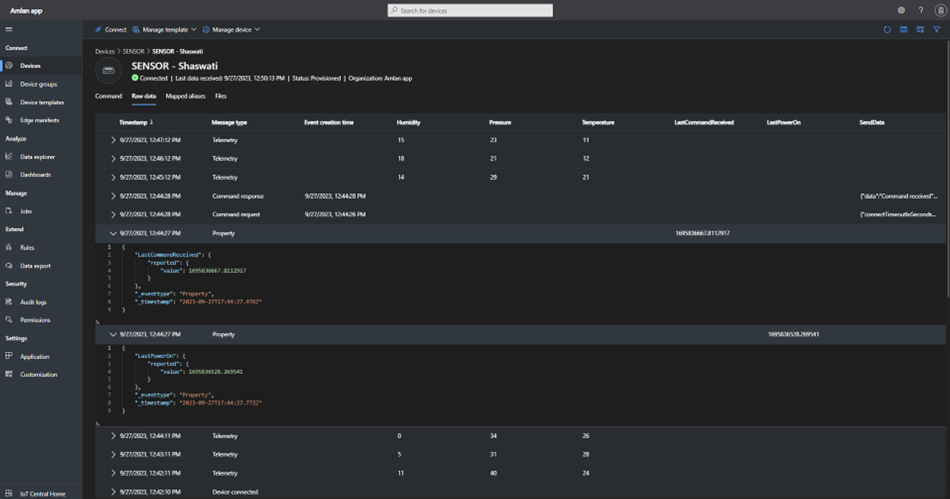 Amlan app
Search for devices
?
Connect
Devices
Device groups
Device templates
Edge manifests
Analyze
Data explorer
Dashboards
Manage
Jobs
Extend
Rules
Data export
Security
Audit logs
Permissions
Settings
Application
Customization
IoT Central Home
Connect Manage template Manage device
Devices > SENSOR > SENSOR - Shaswati
SENSOR - Shaswati
Connected | Last data received: 9/27/2023, 12:50:13 PM | Status: Provisioned | Organization: Amlan app
Command Raw data Mapped aliases Files
Timestamp ↓ Message type Event creation time Humidity Pressure Temperature LastCommandReceived LastPowerOn SendData
9/27/2023, 12:47:12 PM Telemetry 15 23 11
9/27/2023, 12:46:12 PM Telemetry 18 21 12
9/27/2023, 12:45:12 PM Telemetry 14 29 21
9/27/2023, 12:44:28 PM Command response 9/27/2023, 12:44:28 PM {"data":"Command received"...
9/27/2023, 12:44:28 PM Command request 9/27/2023, 12:44:26 PM {"connectTimeoutInSeconds...
9/27/2023, 12:44:27 PM Property 1695836667.8112917
1 {
2 "LastCommandReceived": {
3 "reported": {
4 "value": 1695836667.8112917
5 }
6 },
7 "_eventtype": "Property",
8 "_timestamp": "2023-09-27T17:44:27.976Z"
9 }
9/27/2023, 12:44:27 PM Property 1695836528.269541
1 {
2 "LastPowerOn": {
3 "reported": {
4 "value": 1695836528.269541
5 }
6 },
7 "_eventtype": "Property",
8 "_timestamp": "2023-09-27T17:44:27.772Z"
9 }
9/27/2023, 12:44:11 PM Telemetry 0 34 26
9/27/2023, 12:43:11 PM Telemetry 5 31 28
9/27/2023, 12:42:11 PM Telemetry 11 40 24
9/27/2023, 12:42:10 PM Device connected